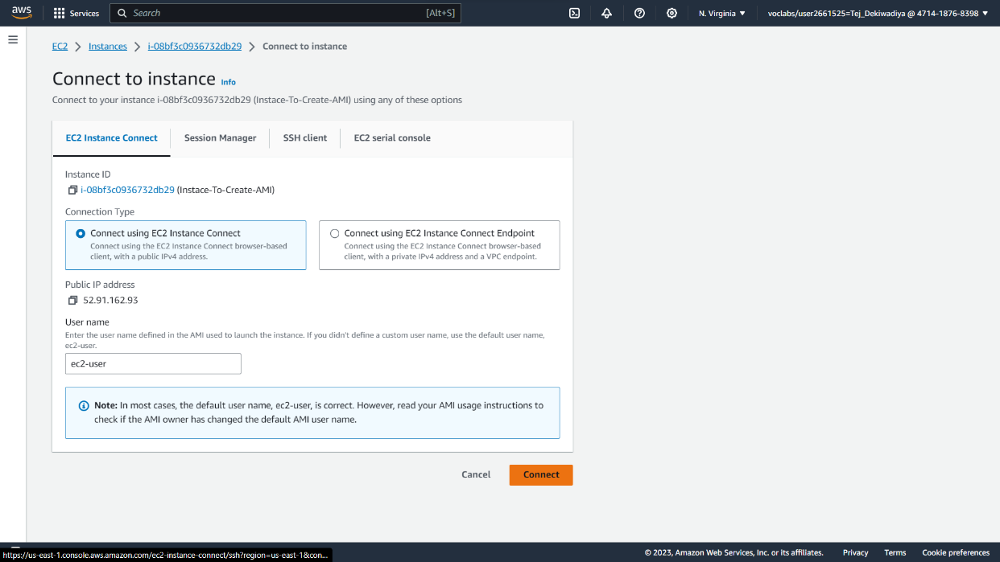 aws
Services
Search
[Alt+S]
N. Virginia
voclabs/user2661525=Tej_Dekiwadiya @ 4714-1876-8398
EC2 > Instances > i-08bf3c0936732db29 > Connect to instance
Connect to instance Info
Connect to your instance i-08bf3c0936732db29 (Instace-To-Create-AMI) using any of these options
EC2 Instance Connect
Session Manager
SSH client
EC2 serial console
Instance ID
i-08bf3c0936732db29 (Instace-To-Create-AMI)
Connection Type
Connect using EC2 Instance Connect
Connect using the EC2 Instance Connect browser-based
client, with a public IPv4 address.
Connect using EC2 Instance Connect Endpoint
Connect using the EC2 Instance Connect browser-based
client, with a private IPv4 address and a VPC endpoint.
Public IP address
52.91.162.93
User name
Enter the user name defined in the AMI used to launch the instance. If you didn't define a custom user name, use the default user name,
ec2-user.
ec2-user
Note: In most cases, the default user name, ec2-user, is correct. However, read your AMI usage instructions to
check if the AMI owner has changed the default AMI user name.
Cancel
Connect
https://us-east-1.console.aws.amazon.com/ec2-instance-connect/ssh?region=us-east-1&con...
© 2023, Amazon Web Services, Inc. or its affiliates.
Privacy
Terms
Cookie preferences